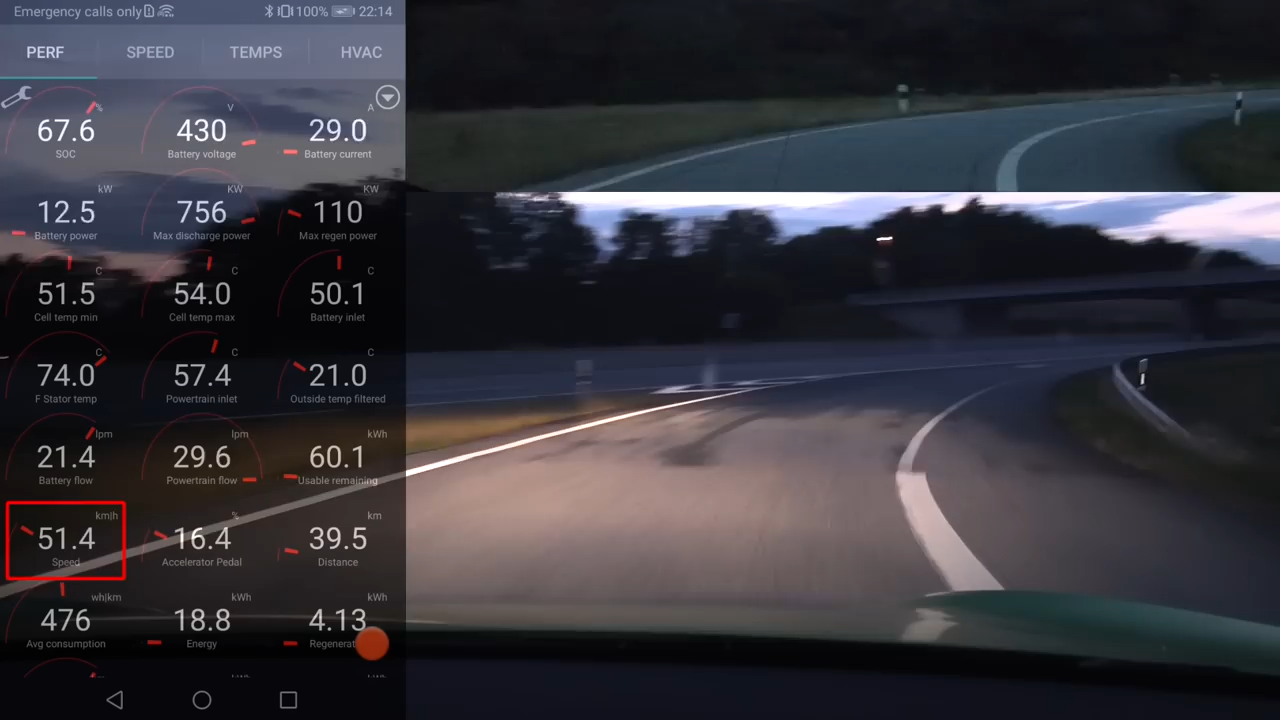 Emergency calls only 100% 22:14
PERF SPEED TEMPS HVAC
% V A
67.6 430 29.0
SOC Battery voltage Battery current
kW KW KW
12.5 756 110
Battery power Max discharge power Max regen power
C C C
51.5 54.0 50.1
Cell temp min Cell temp max Battery inlet
C C C
74.0 57.4 21.0
F Stator temp Powertrain inlet Outside temp filtered
lpm lpm kWh
21.4 29.6 60.1
Battery flow Powertrain flow Usable remaining
km|h % km
51.4 16.4 39.5
Speed Accelerator Pedal Distance
wh|km kWh kWh
476 18.8 4.13
Avg consumption Energy